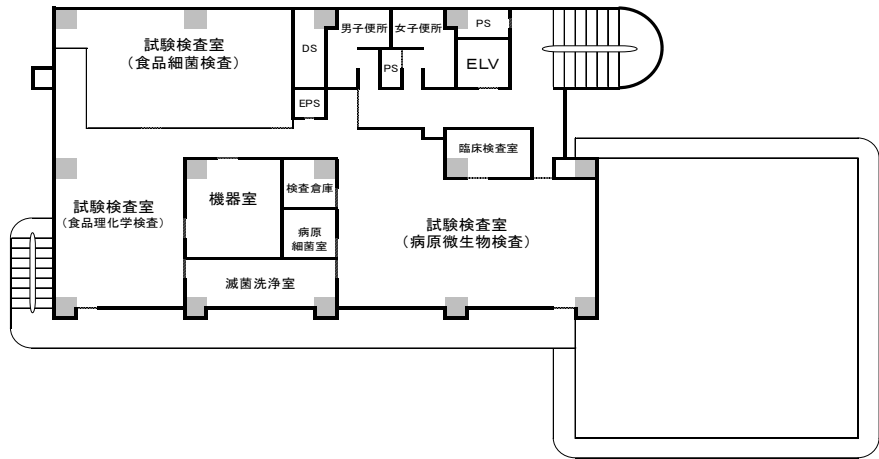 試験検査室
（食品細菌検査）
DS
男子便所
女子便所
PS
PS
ELV
EPS
臨床検査室
試験検査室
（食品理化学検査）
機器室
検査倉庫
病原
細菌室
試験検査室
（病原微生物検査）
滅菌洗浄室